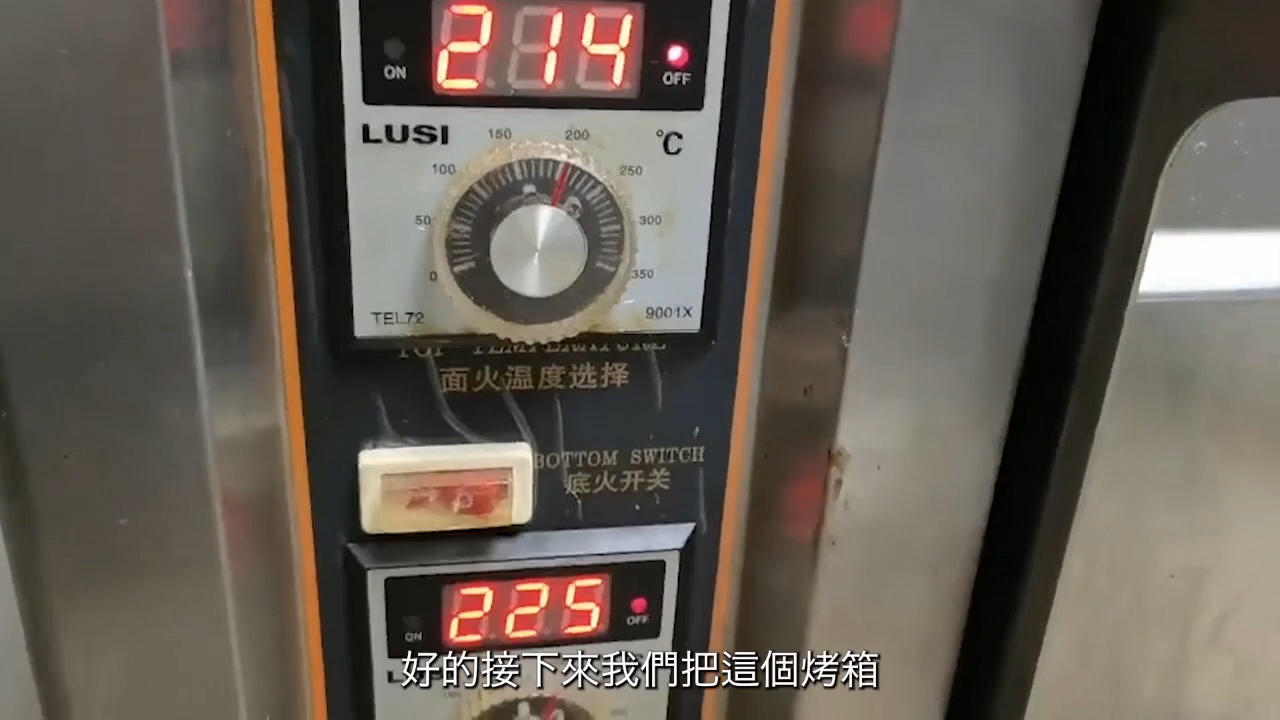 214
ON
OFF
LUSI
°C
0
50
100
150
200
250
300
350
TEL72
9001X
TOP TEMPERATURE
面火温度选择
BOTTOM SWITCH
底火开关
225
ON
OFF
好的接下來我們把這個烤箱